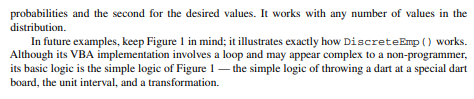 probabilities and the second for the desired values. It works with any number of values in the
distribution.
In future examples, keep Figure 1 in mind; it illustrates exactly how DiscreteEmp() works.
Although its VBA implementation involves a loop and may appear complex to a non-programmer,
its basic logic is the simple logic of Figure 1 — the simple logic of throwing a dart at a special dart
board, the unit interval, and a transformation.